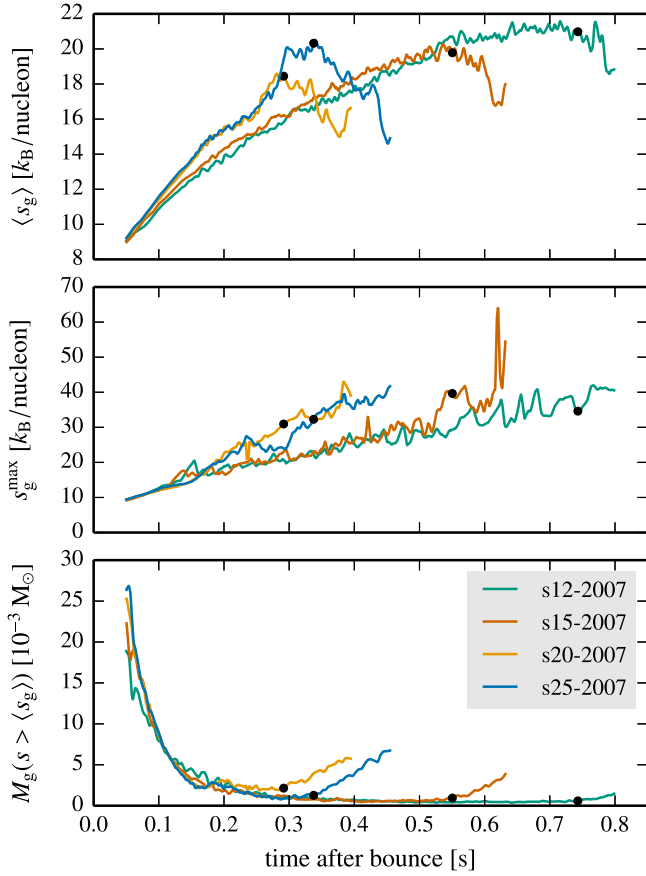 22
20
18
16
14
12
10
8
⟨s_g⟩ [k_B/nucleon]
70
60
50
40
30
20
10
0
s_g^max [k_B/nucleon]
30
25
20
15
10
5
0
M_g(s > ⟨s_g⟩) [10⁻³ M_⊙]
s12-2007
s15-2007
s20-2007
s25-2007
0.0 0.1 0.2 0.3 0.4 0.5 0.6 0.7 0.8
time after bounce [s]